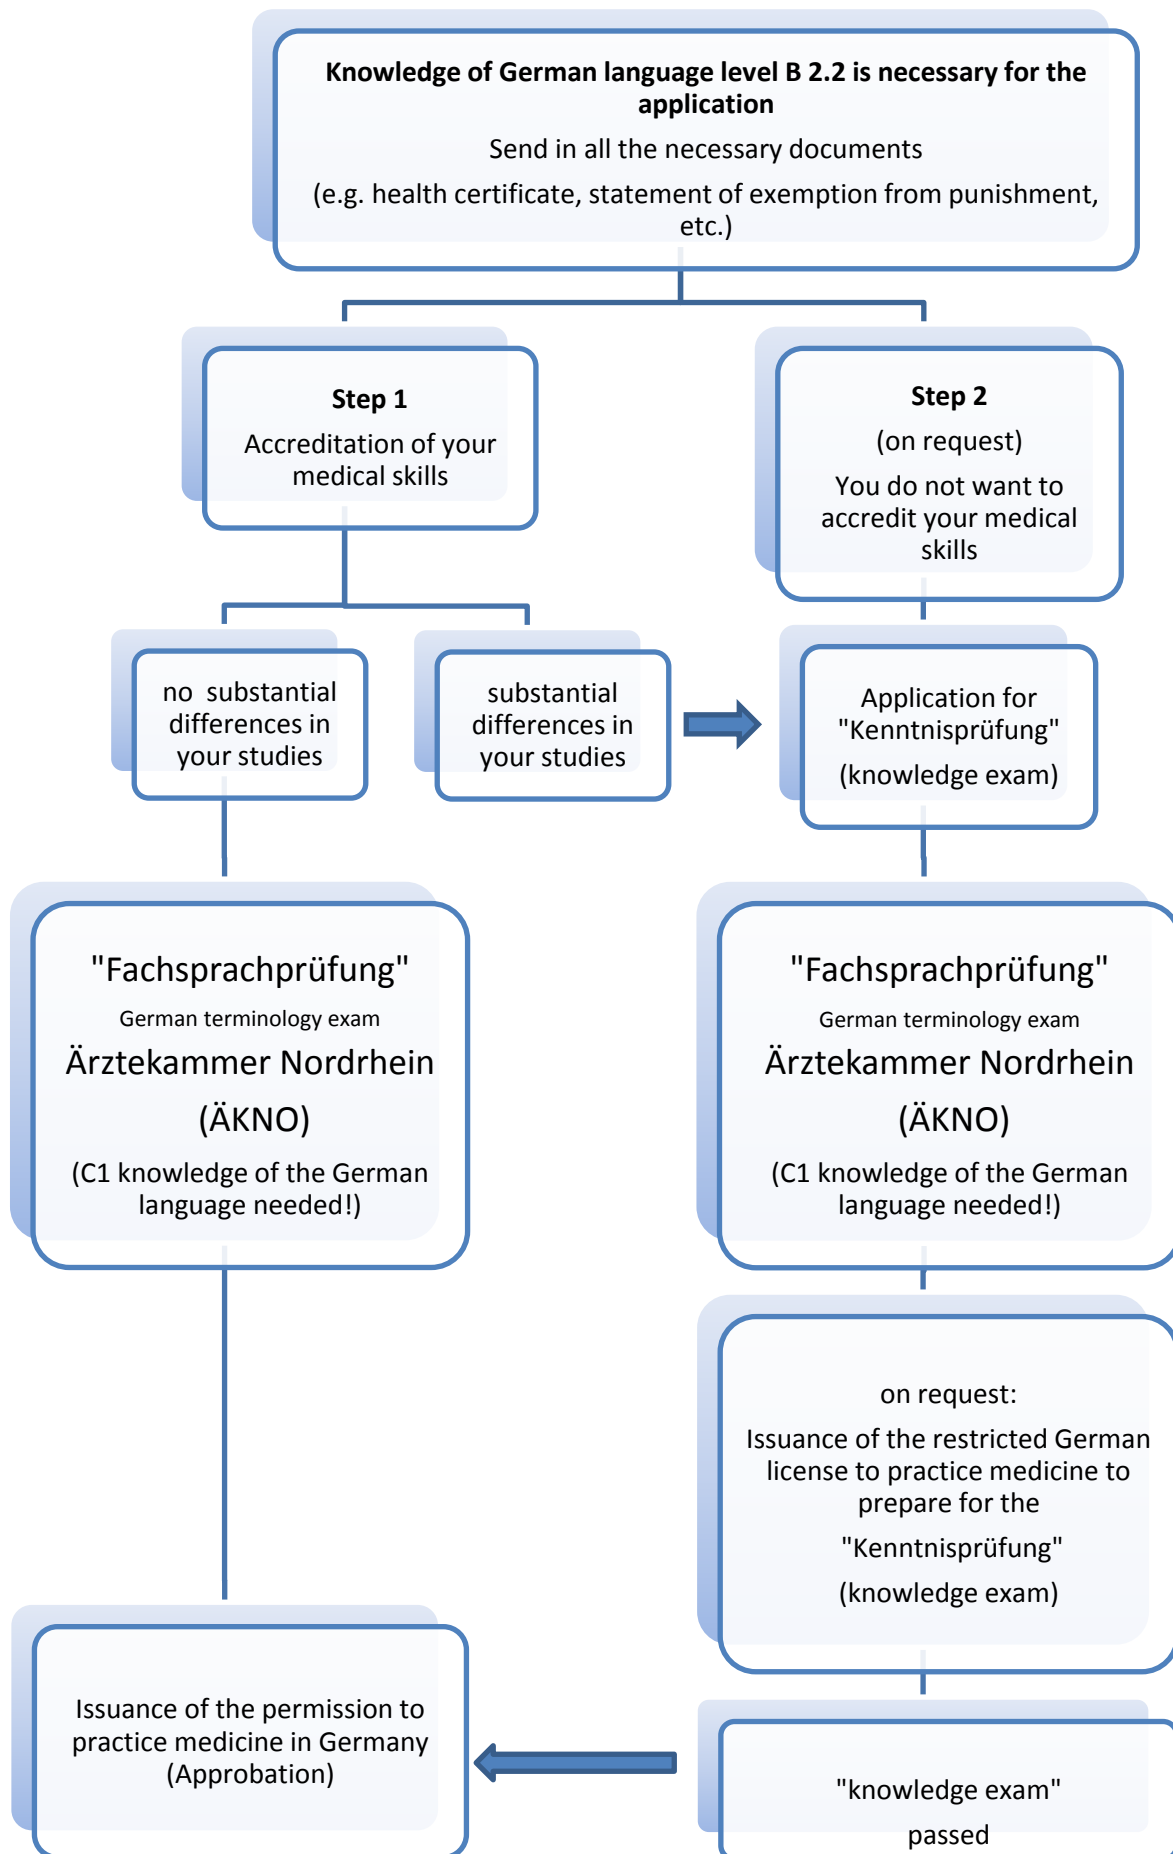 Knowledge of German language level B 2.2 is necessary for the
application
Send in all the necessary documents
(e.g. health certificate, statement of exemption from punishment,
etc.)
Step 1
Accreditation of your
medical skills
Step 2
(on request)
You do not want to
accredit your medical
skills
no  substantial
differences in
your studies
substantial
differences in
your studies
Application for
"Kenntnisprüfung"
(knowledge exam)
"Fachsprachprüfung"
German terminology exam
Ärztekammer Nordrhein
(ÄKNO)
(C1 knowledge of the German
language needed!)
"Fachsprachprüfung"
German terminology exam
Ärztekammer Nordrhein
(ÄKNO)
(C1 knowledge of the German
language needed!)
on request:
Issuance of the restricted German
license to practice medicine to
prepare for the
"Kenntnisprüfung"
(knowledge exam)
Issuance of the permission to
practice medicine in Germany
(Approbation)
"knowledge exam"
passed